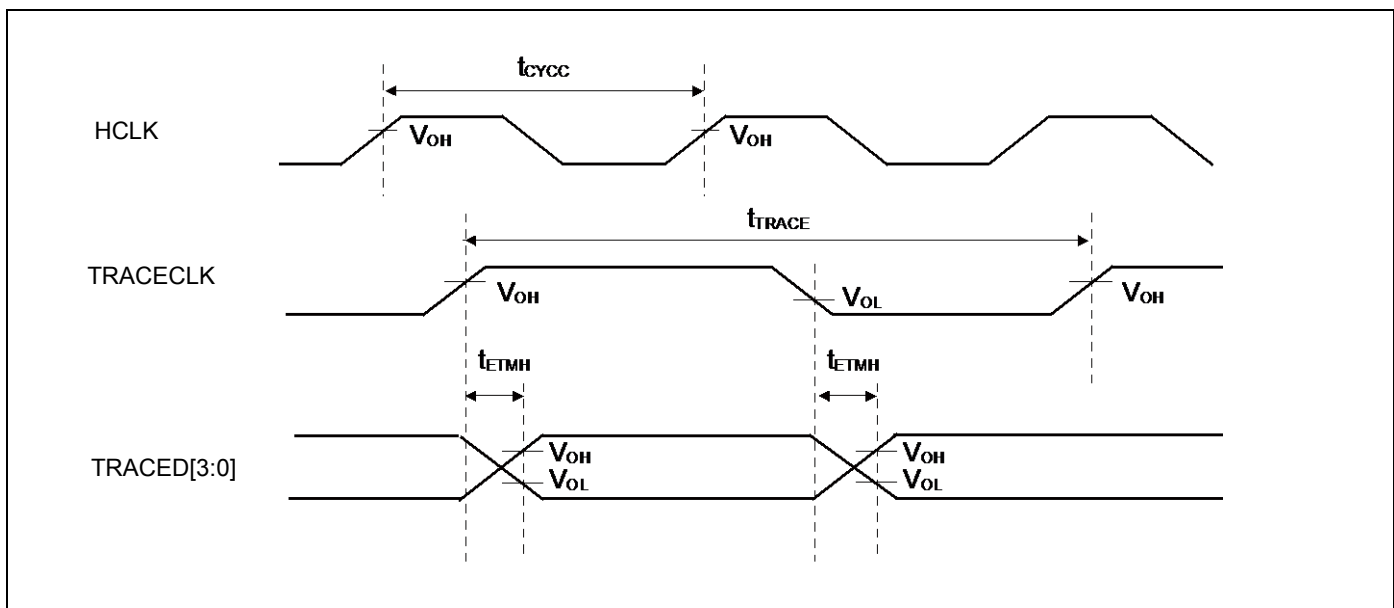 tCYCC
HCLK
VOH
VOH
tTRACE
TRACECLK
VOH
VOL
VOH
tETMH
tETMH
TRACED[3:0]
VOH
VOL
VOH
VOL